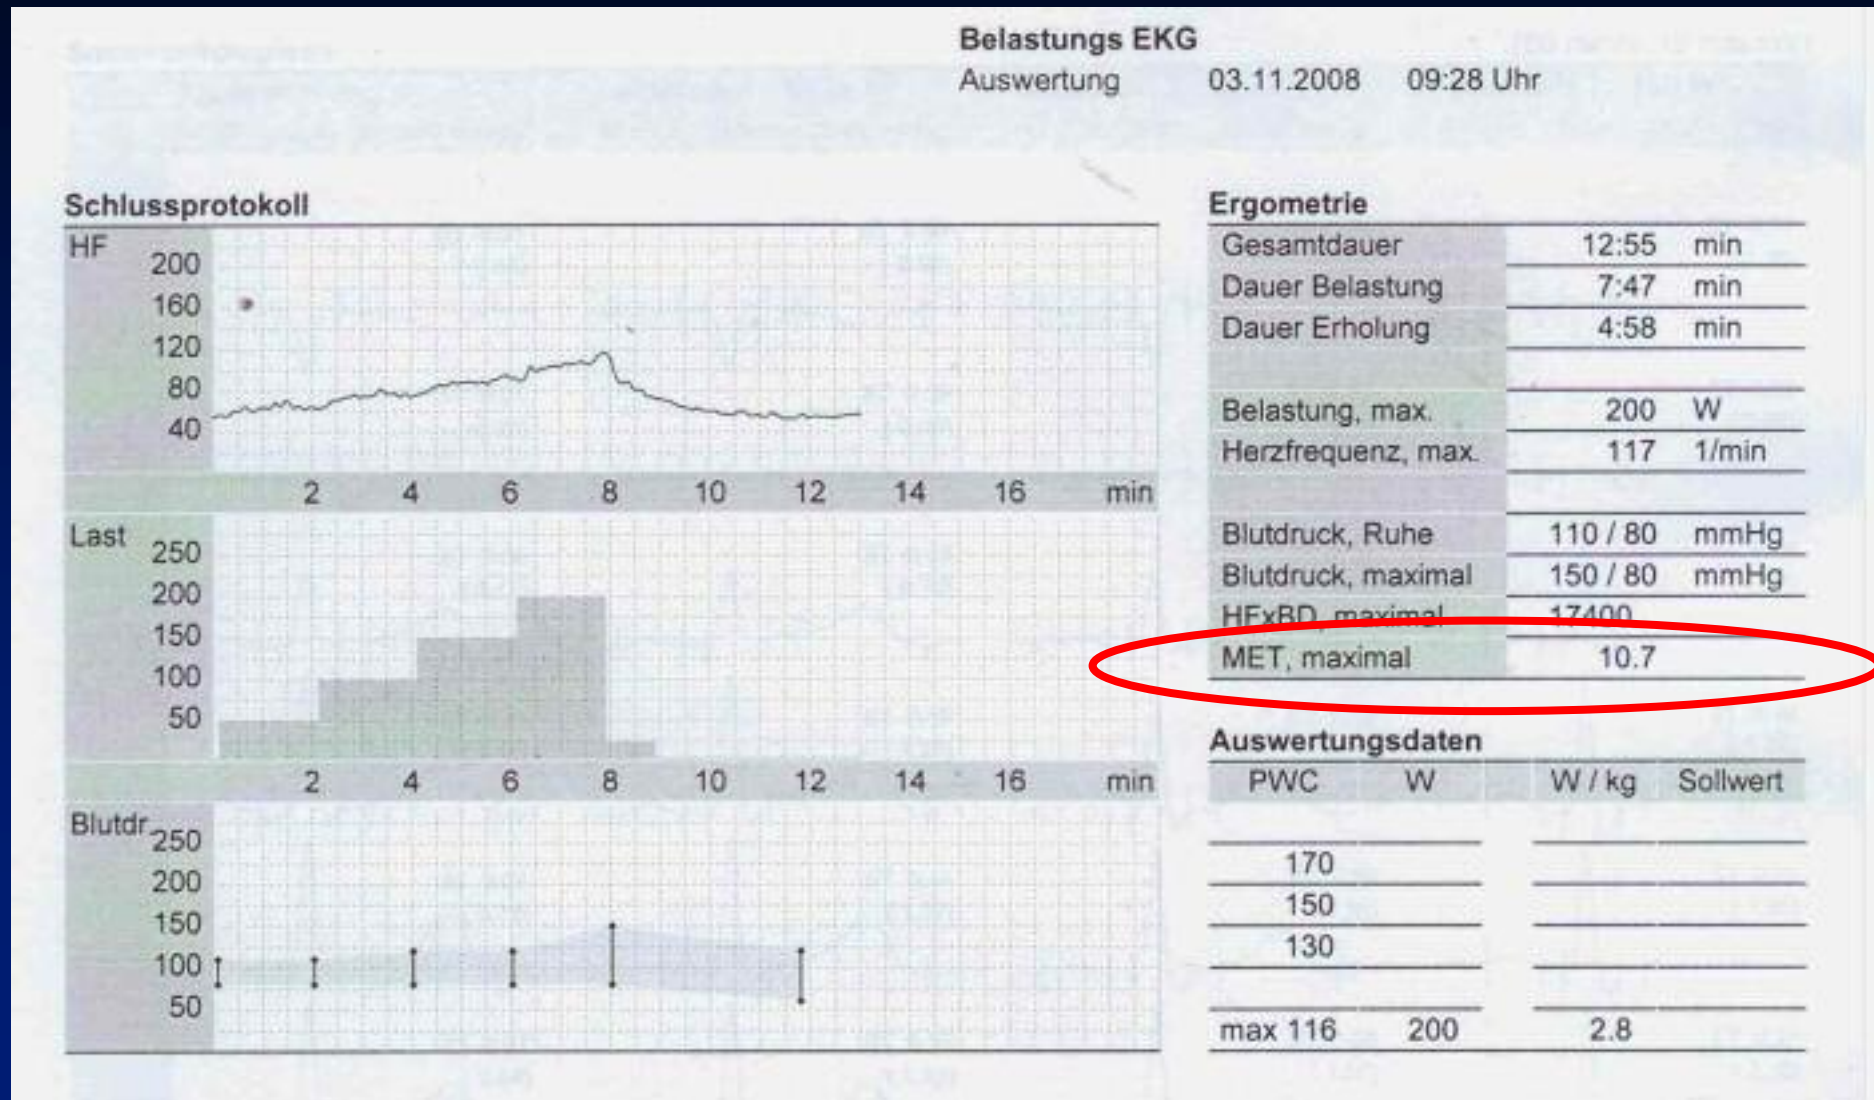 Belastungs EKG
Auswertung 03.11.2008 09:28 Uhr
Schlussprotokoll
HF
200
160
120
80
40
2 4 6 8 10 12 14 16 min
Last
250
200
150
100
50
2 4 6 8 10 12 14 16 min
Blutdr.
250
200
150
100
50
Ergometrie
Gesamtdauer 12:55 min
Dauer Belastung 7:47 min
Dauer Erholung 4:58 min
Belastung, max. 200 W
Herzfrequenz, max. 117 1/min
Blutdruck, Ruhe 110 / 80 mmHg
Blutdruck, maximal 150 / 80 mmHg
HFxBD, maximal 17400
MET, maximal 10.7
Auswertungsdaten
PWC W W / kg Sollwert
170
150
130
max 116 200 2.8